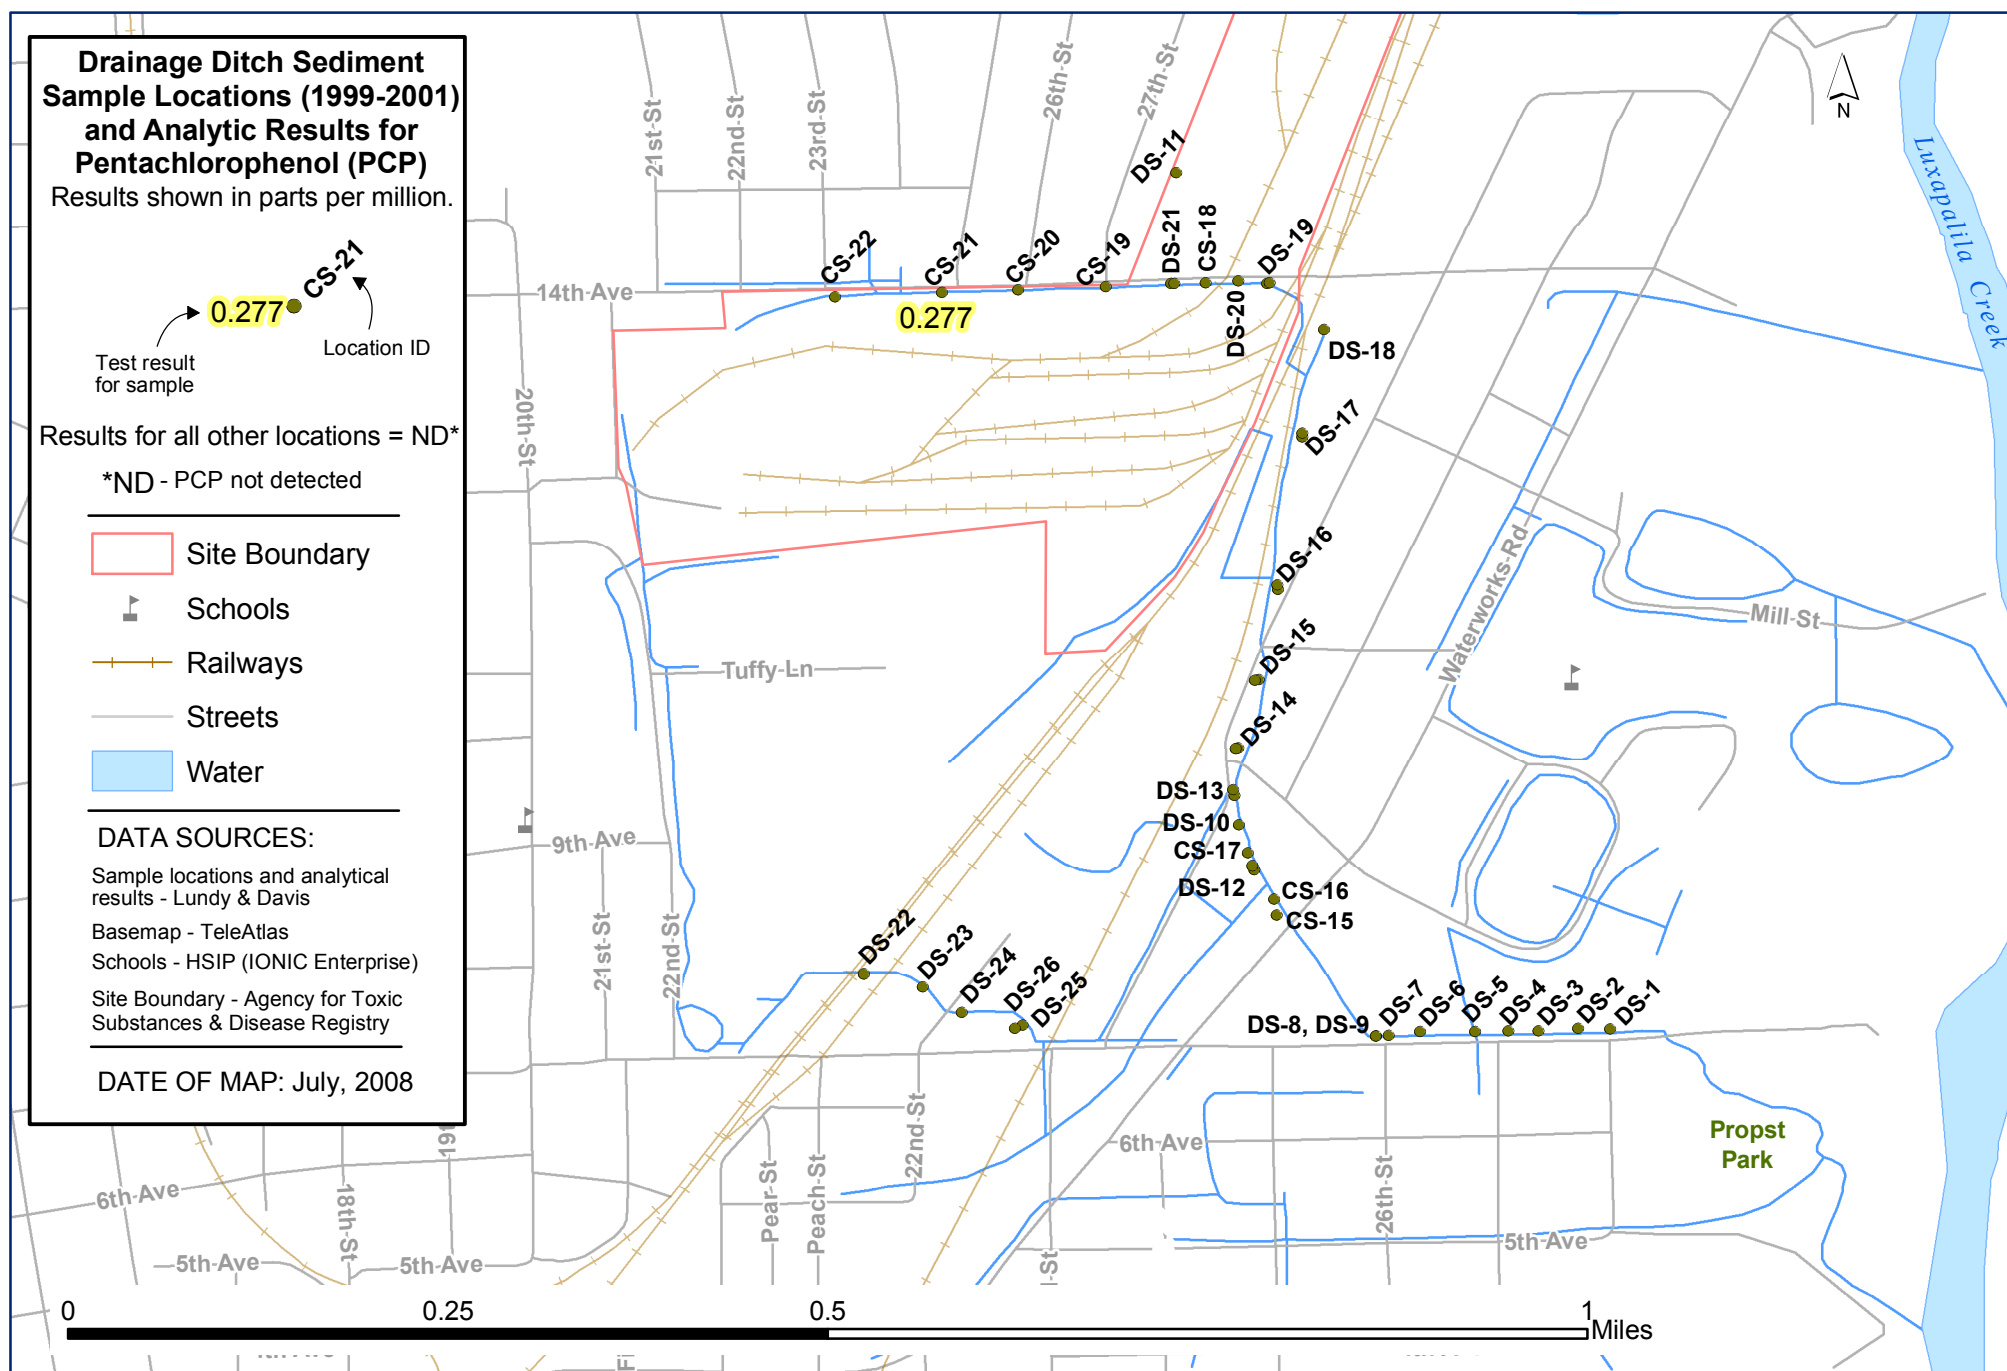 Drainage Ditch Sediment
Sample Locations (1999-2001)
and Analytic Results for
Pentachlorophenol (PCP)
Results shown in parts per million.
CS-21
0.277
Test result
for sample
Location ID
Results for all other locations = ND*
*ND - PCP not detected
Site Boundary
Schools
Railways
Streets
Water
DATA SOURCES:
Sample locations and analytical
results - Lundy & Davis
Basemap - TeleAtlas
Schools - HSIP (IONIC Enterprise)
Site Boundary - Agency for Toxic
Substances & Disease Registry
DATE OF MAP: July, 2008
21st St
22nd St
23rd St
26th St
27th St
N
Luxapalila Creek
DS-11
CS-22
CS-21
CS-20
CS-19
DS-21
CS-18
DS-20
DS-19
14th Ave
0.277
DS-18
20th St
DS-17
DS-16
Waterworks Rd
Mill St
DS-15
Tuffy Ln
DS-14
DS-13
DS-10
CS-17
DS-12
CS-16
CS-15
9th Ave
21st St
22nd St
DS-22
DS-23
DS-24
DS-26
DS-25
DS-8, DS-9
DS-7
DS-6
DS-5
DS-4
DS-3
DS-2
DS-1
Propst
Park
6th Ave
18th St
5th Ave
5th Ave
Pear St
Peach St
22nd St
6th Ave
26th St
5th Ave
0
0.25
0.5
1
Miles